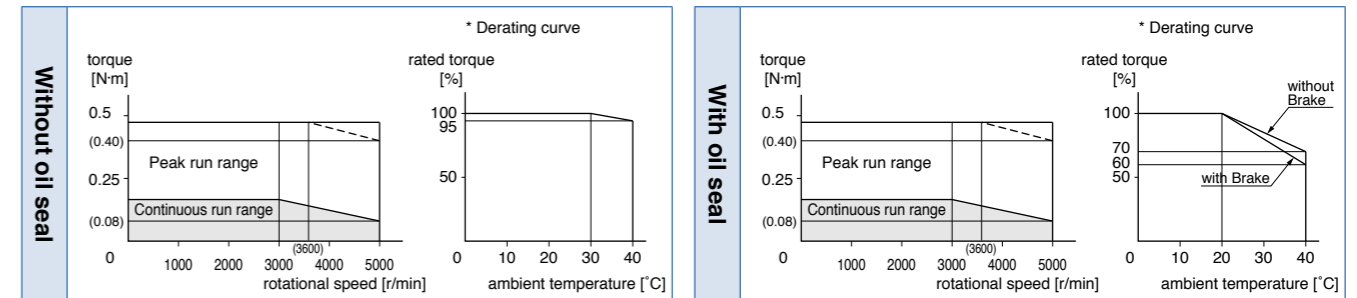 Without oil seal
* Derating curve
torque
[N·m]
0.5
(0.40)
0.25
(0.08)
0
Peak run range
Continuous run range
1000
2000
3000
(3600)
4000
5000
rotational speed [r/min]
rated torque
[%]
100
95
50
0
10
20
30
40
ambient temperature [˚C]
With oil seal
* Derating curve
torque
[N·m]
0.5
(0.40)
0.25
(0.08)
0
Peak run range
Continuous run range
1000
2000
3000
(3600)
4000
5000
rotational speed [r/min]
rated torque
[%]
100
70
60
50
without
Brake
with Brake
0
10
20
30
40
ambient temperature [˚C]